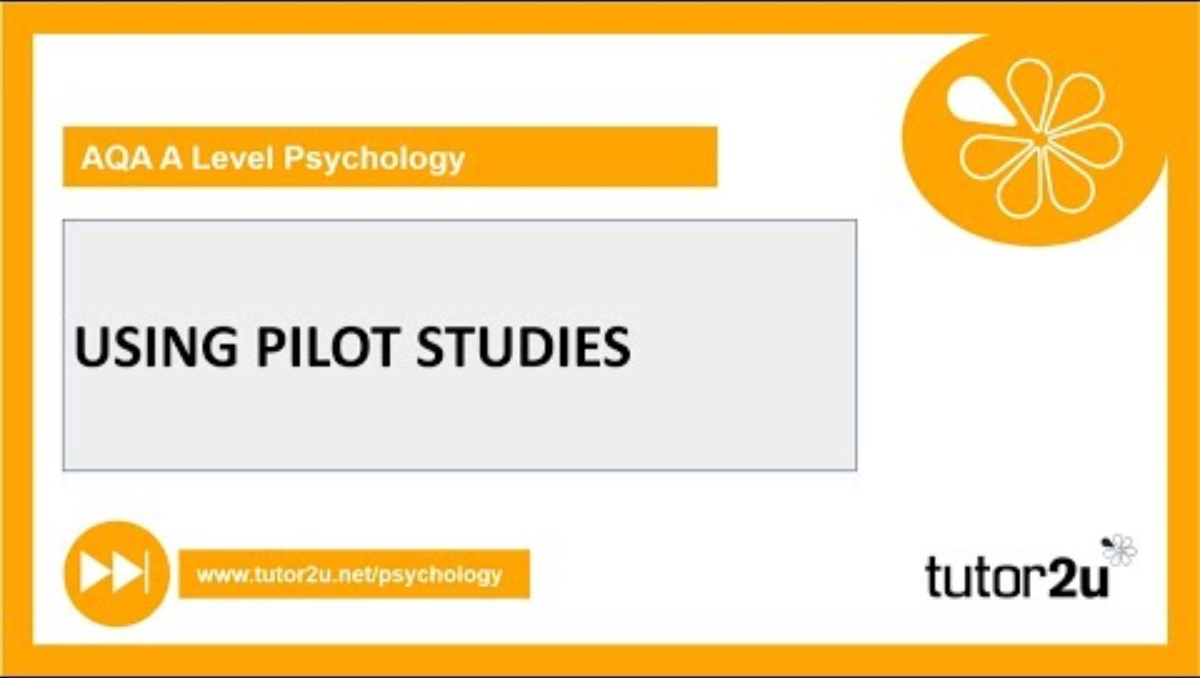 AQA A Level Psychology
USING PILOT STUDIES
www.tutor2u.net/psychology
tutor2u